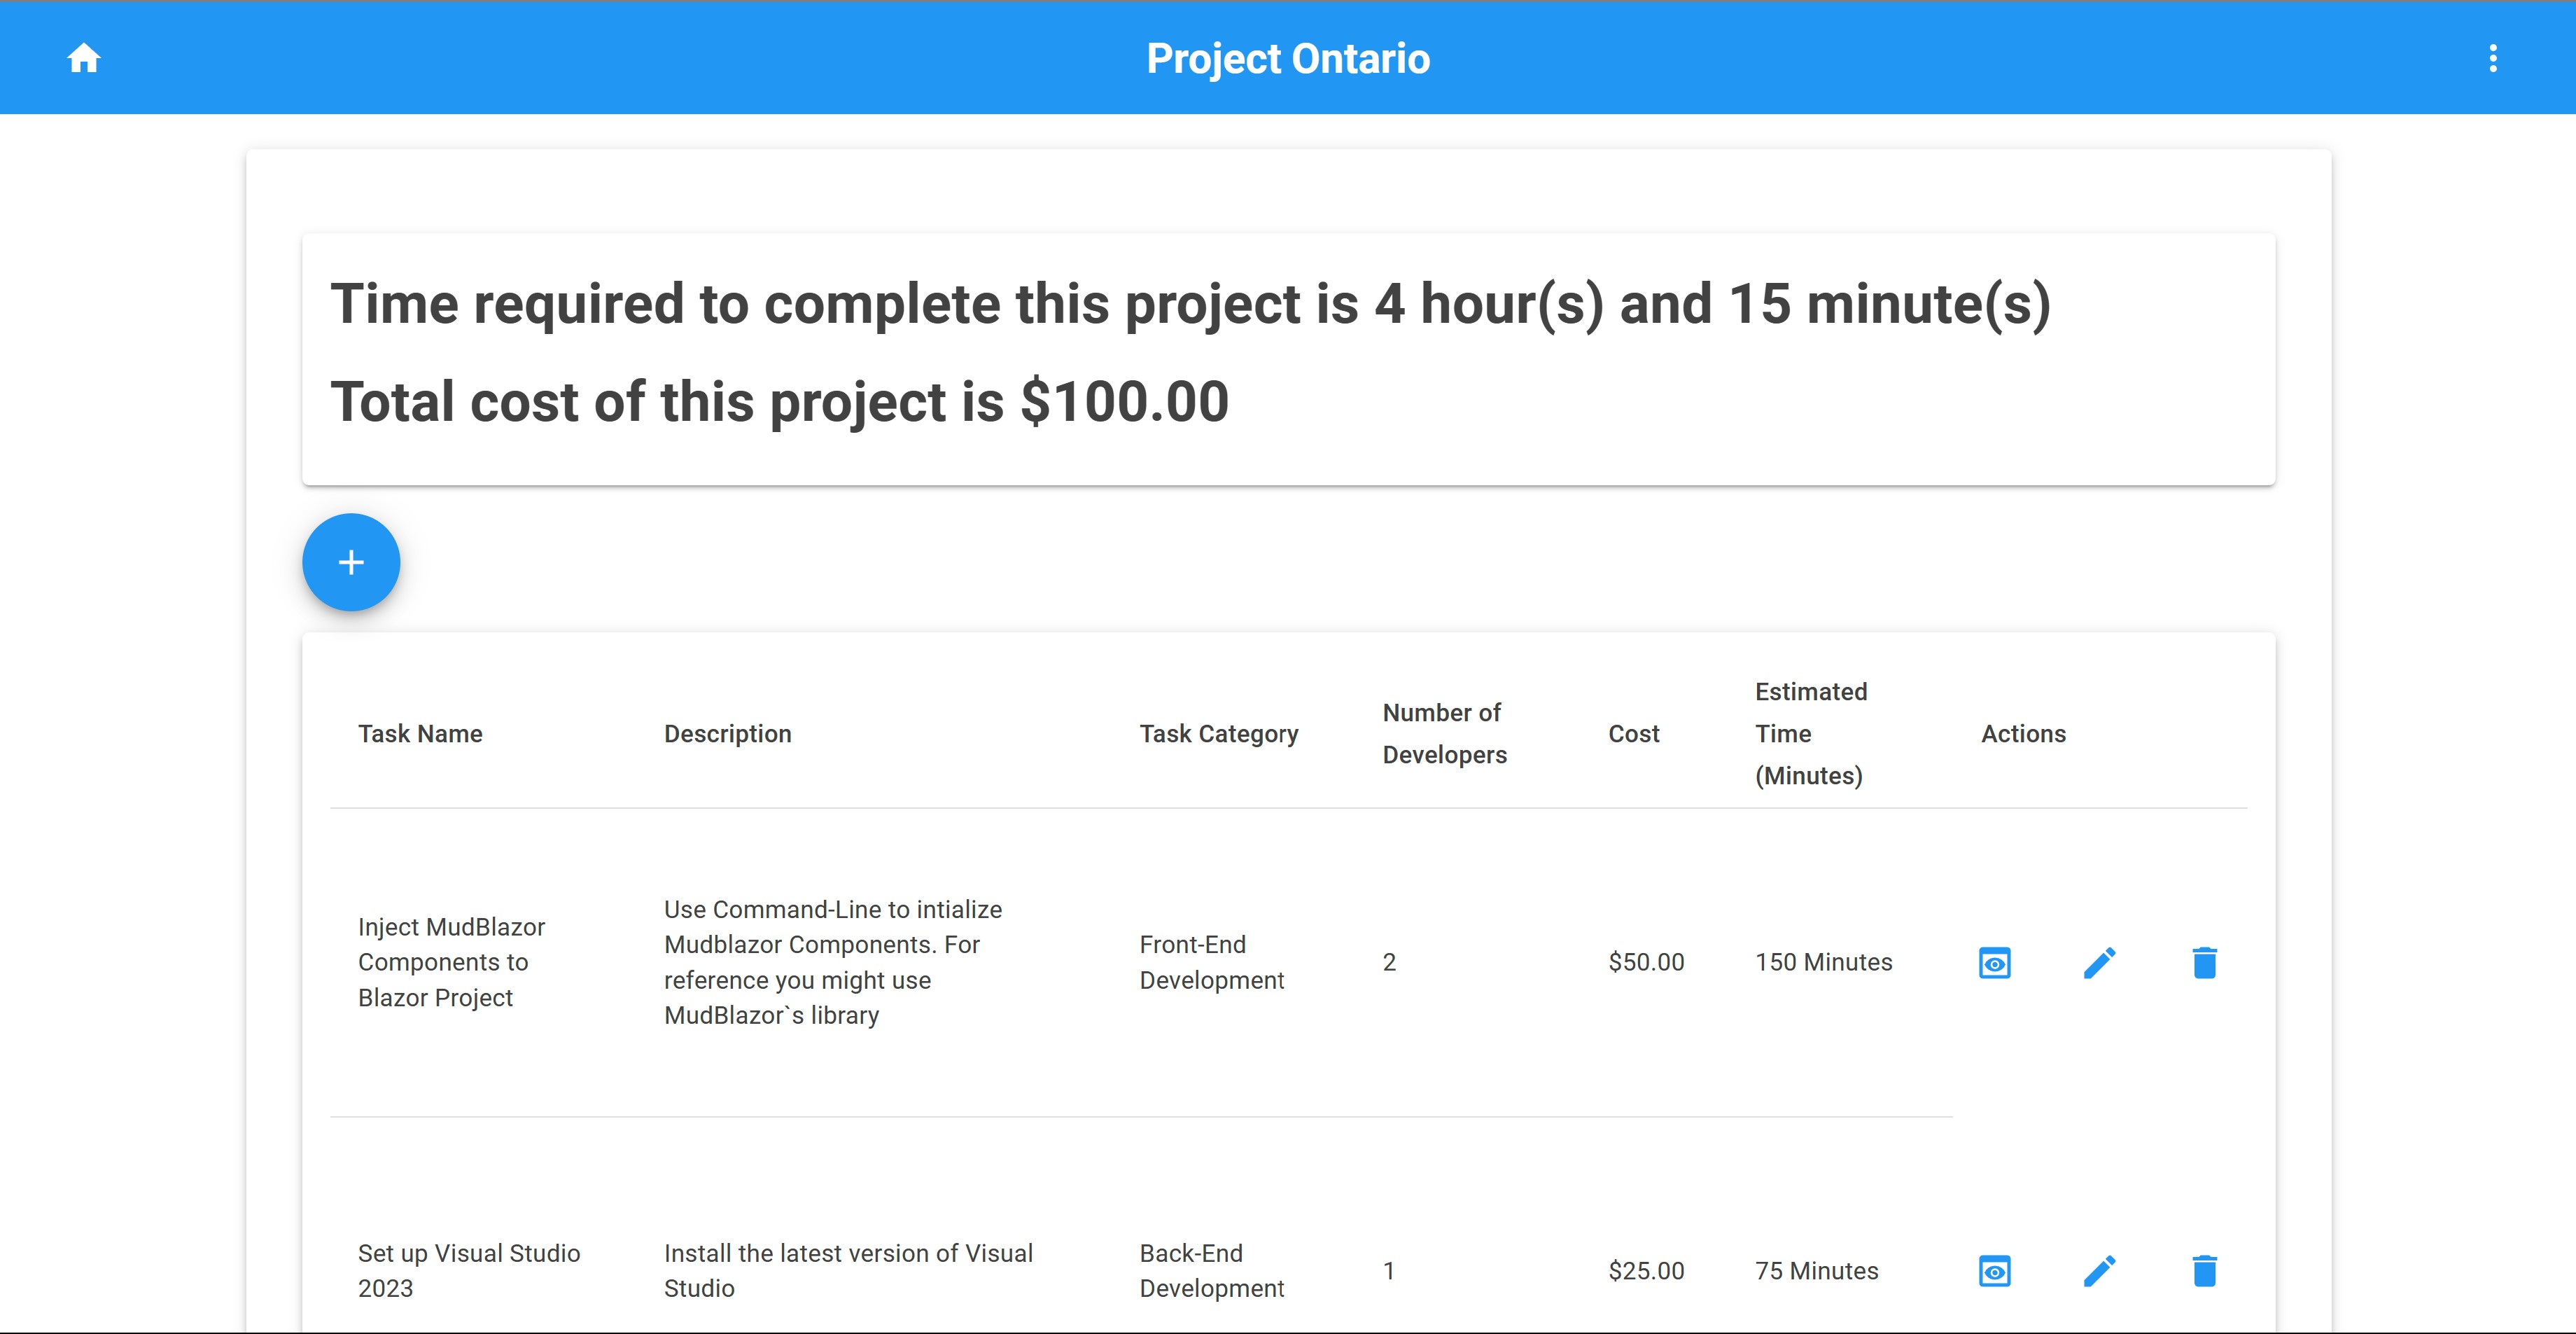 Project Ontario
Time required to complete this project is 4 hour(s) and 15 minute(s)
Total cost of this project is $100.00
+
Task Name
Description
Task Category
Number of
Developers
Cost
Estimated
Time
(Minutes)
Actions
Inject MudBlazor
Components to
Blazor Project
Use Command-Line to intialize
Mudblazor Components. For
reference you might use
MudBlazor`s library
Front-End
Development
2
$50.00
150 Minutes
Set up Visual Studio
2023
Install the latest version of Visual
Studio
Back-End
Development
1
$25.00
75 Minutes